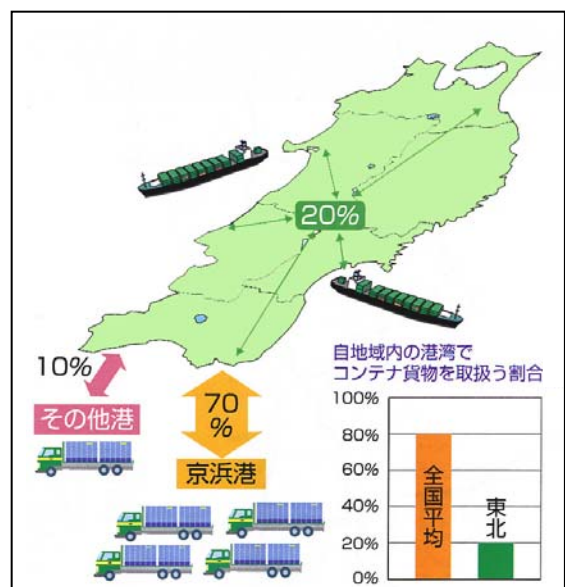 20%
10%
その他港
70
%
京浜港
自地域内の港湾で
コンテナ貨物を取扱う割合
100%
80%
60%
40%
20%
0%
全国平均
東北